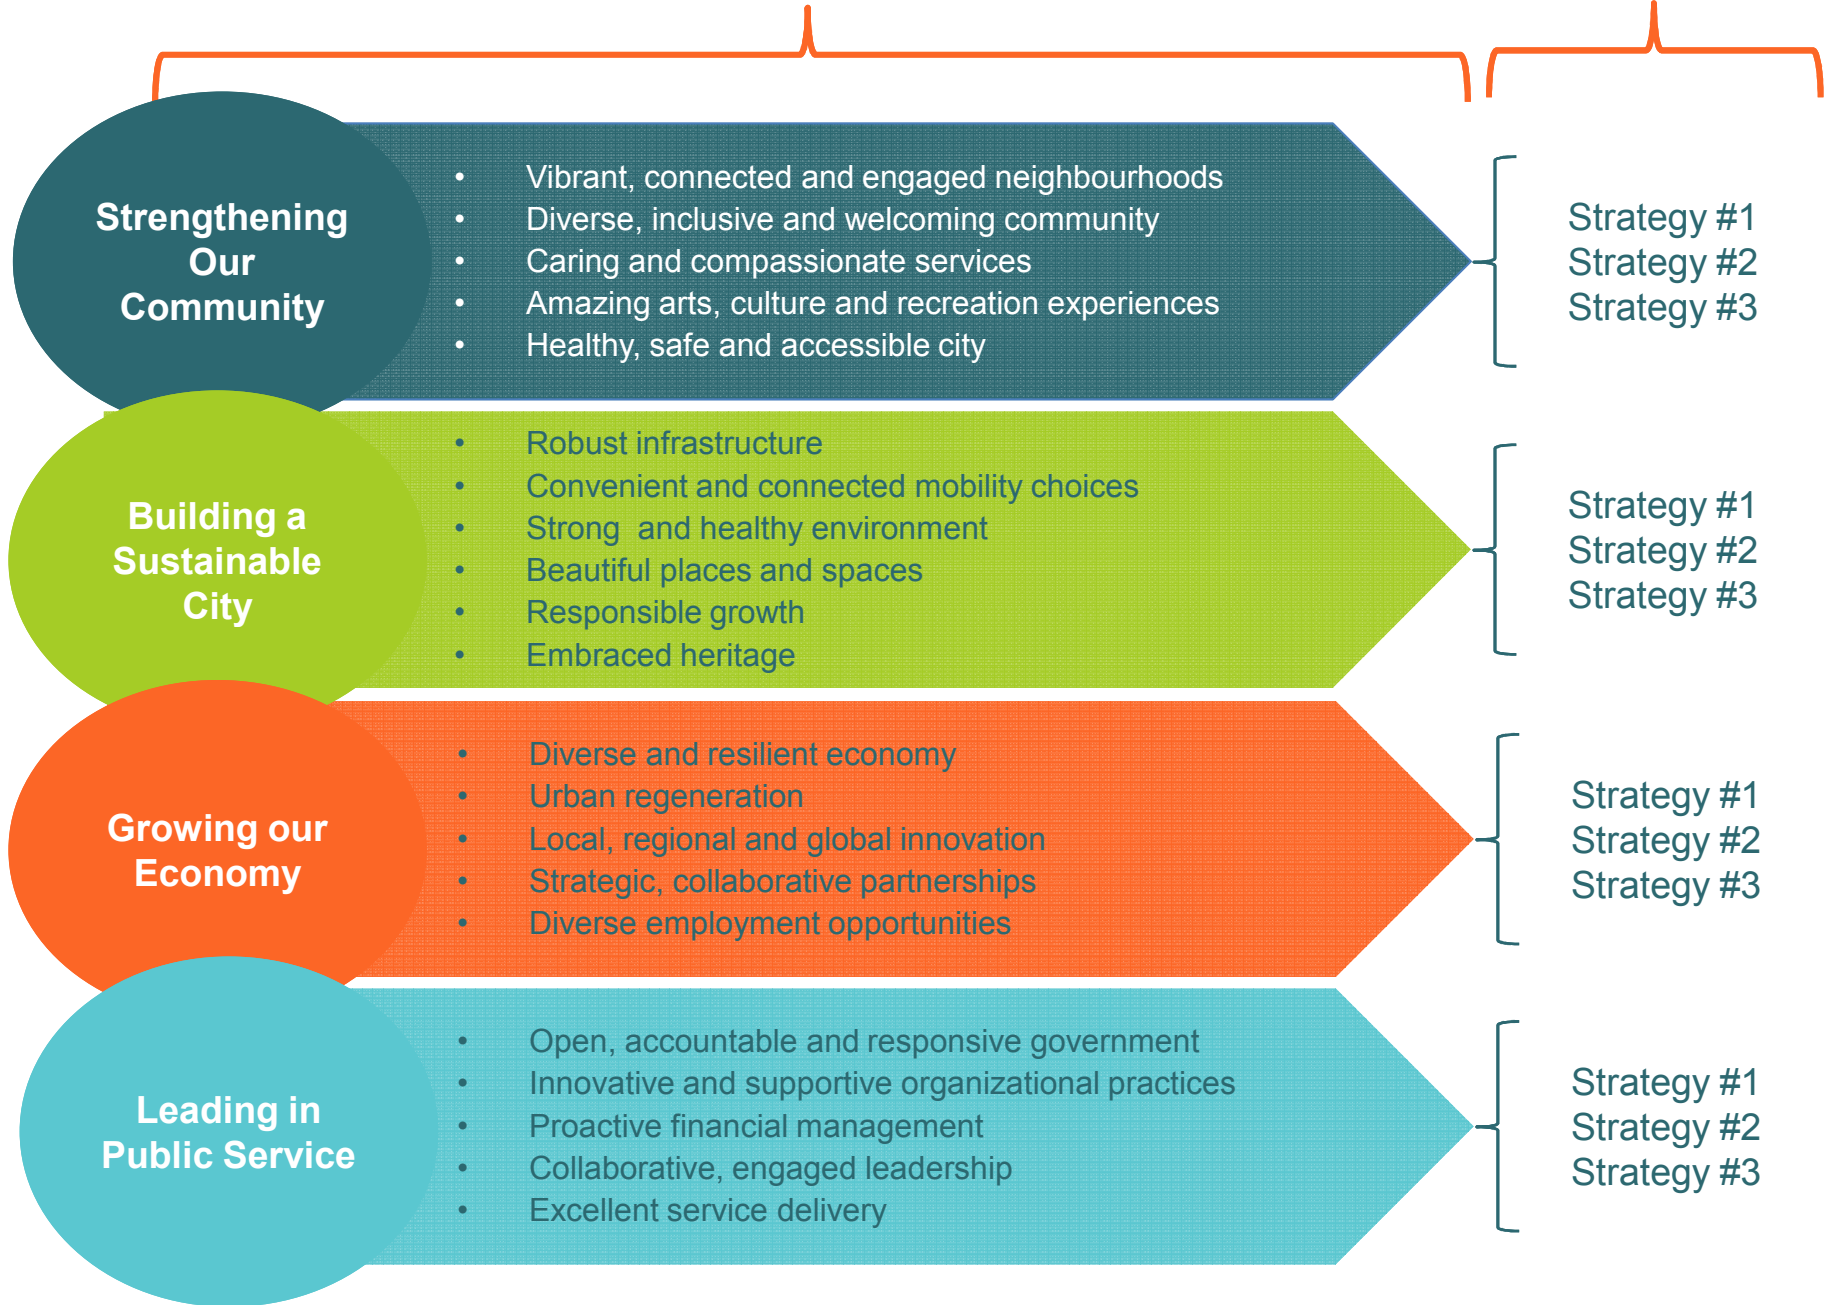 Strengthening
Our
Community
• Vibrant, connected and engaged neighbourhoods
• Diverse, inclusive and welcoming community
• Caring and compassionate services
• Amazing arts, culture and recreation experiences
• Healthy, safe and accessible city
Strategy #1
Strategy #2
Strategy #3
Building a
Sustainable
City
• Robust infrastructure
• Convenient and connected mobility choices
• Strong  and healthy environment
• Beautiful places and spaces
• Responsible growth
• Embraced heritage
Strategy #1
Strategy #2
Strategy #3
Growing our
Economy
• Diverse and resilient economy
• Urban regeneration
• Local, regional and global innovation
• Strategic, collaborative partnerships
• Diverse employment opportunities
Strategy #1
Strategy #2
Strategy #3
Leading in
Public Service
• Open, accountable and responsive government
• Innovative and supportive organizational practices
• Proactive financial management
• Collaborative, engaged leadership
• Excellent service delivery
Strategy #1
Strategy #2
Strategy #3